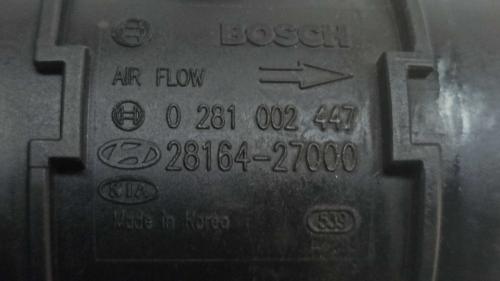 BOSCH
AIR FLOW
0 281 002 447
28164-27000
KIA
Made in Korea
539